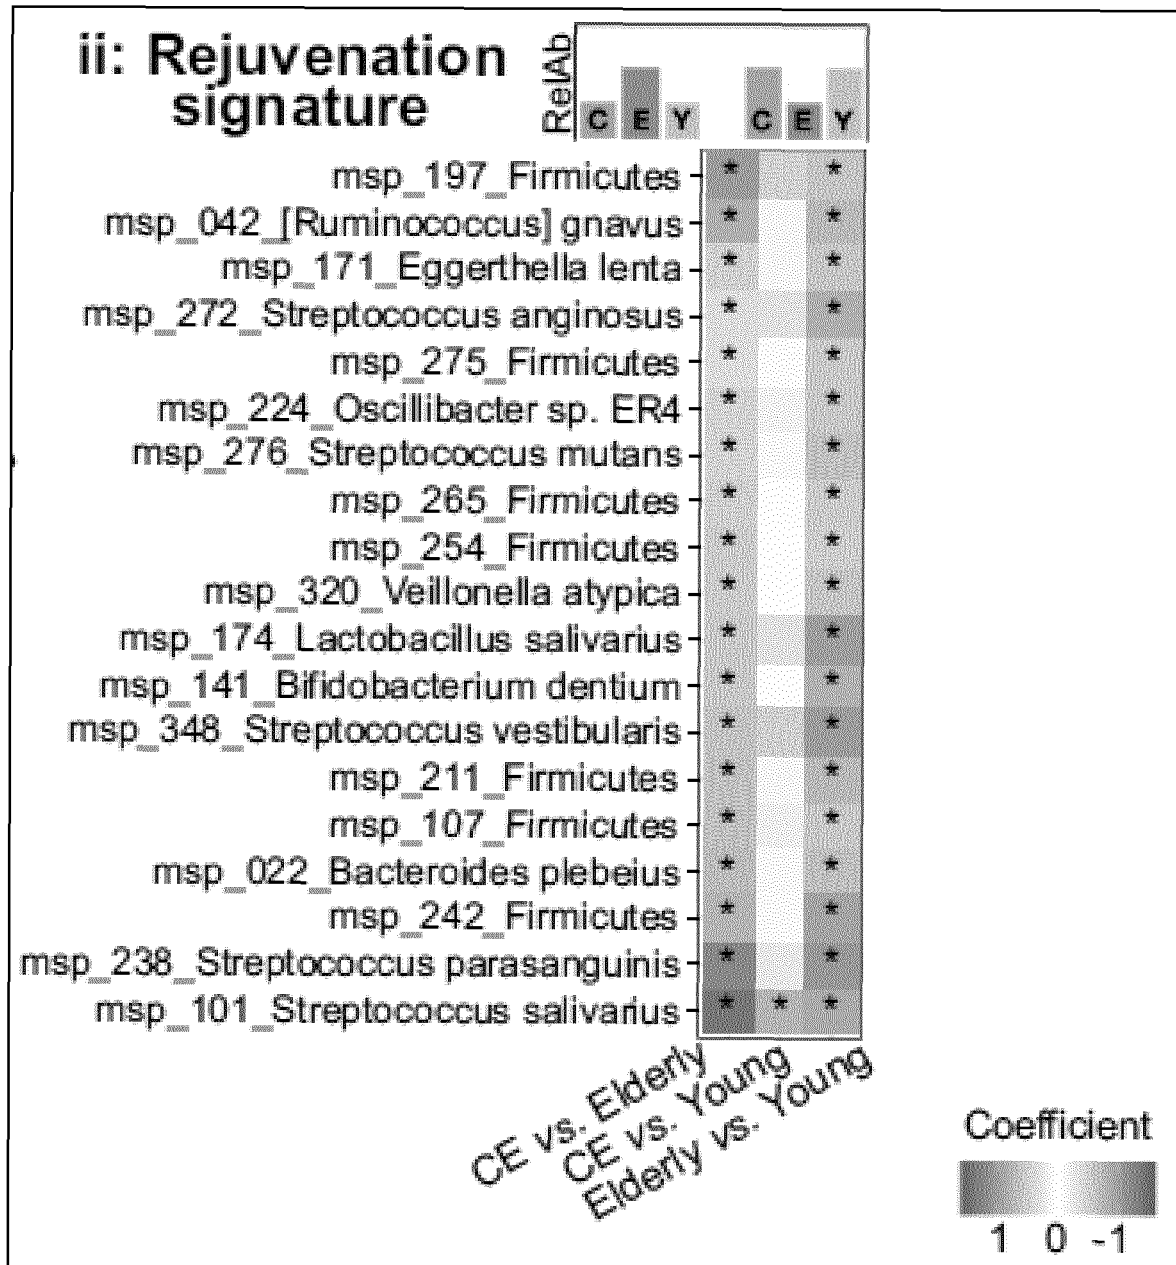 ii: Rejuvenation
signature
RelAb
C E Y C E Y
msp_197_Firmicutes *  *
msp_042_[Ruminococcus] gnavus *  *
msp_171_Eggerthella lenta *  *
msp_272_Streptococcus anginosus *  *
msp_275_Firmicutes *  *
msp_224_Oscillibacter sp. ER4 *  *
msp_276_Streptococcus mutans *  *
msp_265_Firmicutes *  *
msp_254_Firmicutes *  *
msp_320_Veillonella atypica *  *
msp_174_Lactobacillus salivarius *  *
msp_141_Bifidobacterium dentium *  *
msp_348_Streptococcus vestibularis *  *
msp_211_Firmicutes *  *
msp_107_Firmicutes *  *
msp_022_Bacteroides plebeius *  *
msp_242_Firmicutes *  *
msp_238_Streptococcus parasanguinis *  *
msp_101_Streptococcus salivarius * * *
CE vs. Elderly
CE vs. Young
Elderly vs. Young
Coefficient
1 0 -1